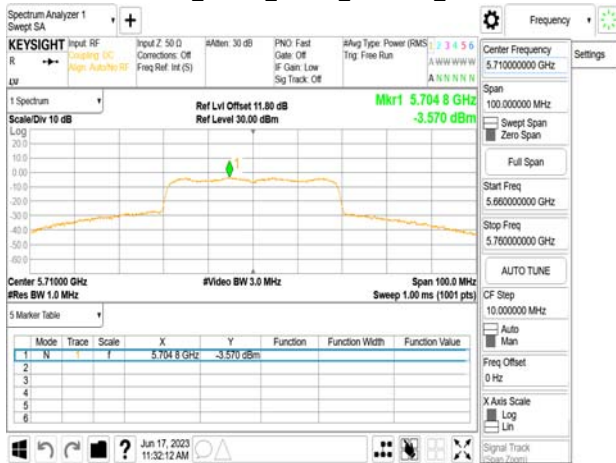 Spectrum Analyzer 1
Swept SA
+
Frequency
KEYSIGHT
Input: RF
Coupling: DC
Align: Auto/No RF
Input Z: 50 Ω
Corrections: Off
Freq Ref: Int (S)
#Atten: 30 dB
PNO: Fast
Gate: Off
IF Gain: Low
Sig Track: Off
#Avg Type: Power (RMS
Trig: Free Run
1 2 3 4 5 6
A W W W W W
A N N N N N
R
LV
1 Spectrum
Scale/Div 10 dB
Ref Lvl Offset 11.80 dB
Ref Level 30.00 dBm
Mkr1 5.704 8 GHz
-3.570 dBm
Log
20.0
10.0
0.00
-10.0
-20.0
-30.0
-40.0
-50.0
-60.0
1
Center 5.71000 GHz
#Res BW 1.0 MHz
#Video BW 3.0 MHz
Span 100.0 MHz
Sweep 1.00 ms (1001 pts)
5 Marker Table
Mode Trace Scale X Y Function Function Width Function Value
1 N 1 f 5.704 8 GHz -3.570 dBm
2
3
4
5
6
Jun 17, 2023
11:32:12 AM
?
Center Frequency
5.710000000 GHz
Settings
Span
100.000000 MHz
Swept Span
Zero Span
Full Span
Start Freq
5.660000000 GHz
Stop Freq
5.760000000 GHz
AUTO TUNE
CF Step
10.000000 MHz
Auto
Man
Freq Offset
0 Hz
X Axis Scale
Log
Lin
Signal Track
(Span Zoom)